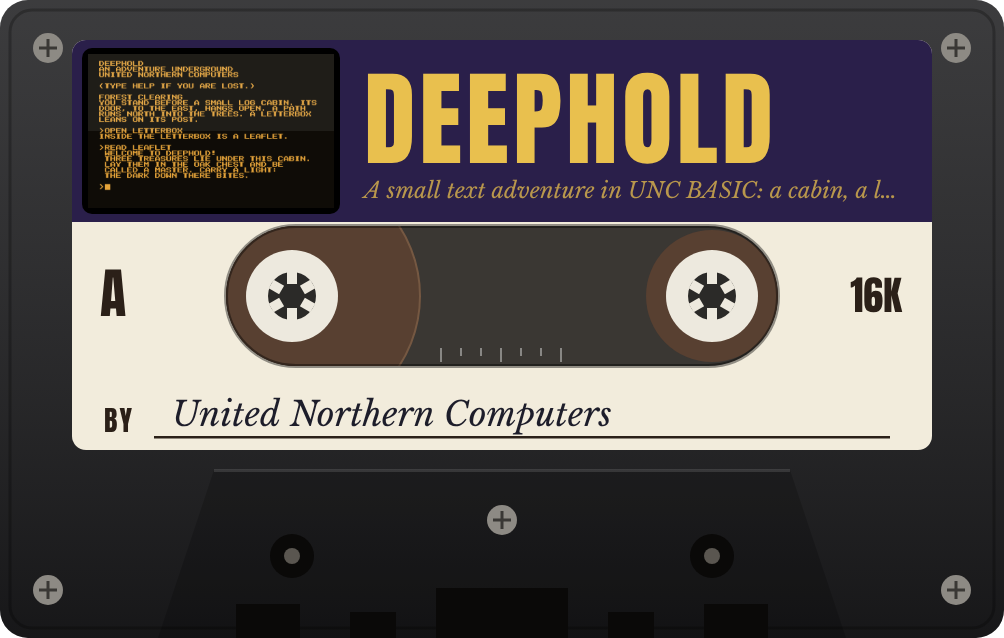 DEEPHOLD
AN ADVENTURE UNDERGROUND
UNITED NORTHERN COMPUTERS
(TYPE HELP IF YOU ARE LOST.)
FOREST CLEARING
YOU STAND BEFORE A SMALL LOG CABIN. ITS
DOOR, TO THE EAST, HANGS OPEN. A PATH
RUNS NORTH INTO THE TREES. A LETTERBOX
LEANS ON ITS POST.
>OPEN LETTERBOX
INSIDE THE LETTERBOX IS A LEAFLET.
>READ LEAFLET
WELCOME TO DEEPHOLD!
THREE TREASURES LIE UNDER THIS CABIN.
LAY THEM IN THE OAK CHEST AND BE
CALLED A MASTER. CARRY A LIGHT:
THE DARK DOWN THERE BITES.
>
DEEPHOLD
A small text adventure in UNC BASIC: a cabin, a l...
A
16K
BY United Northern Computers